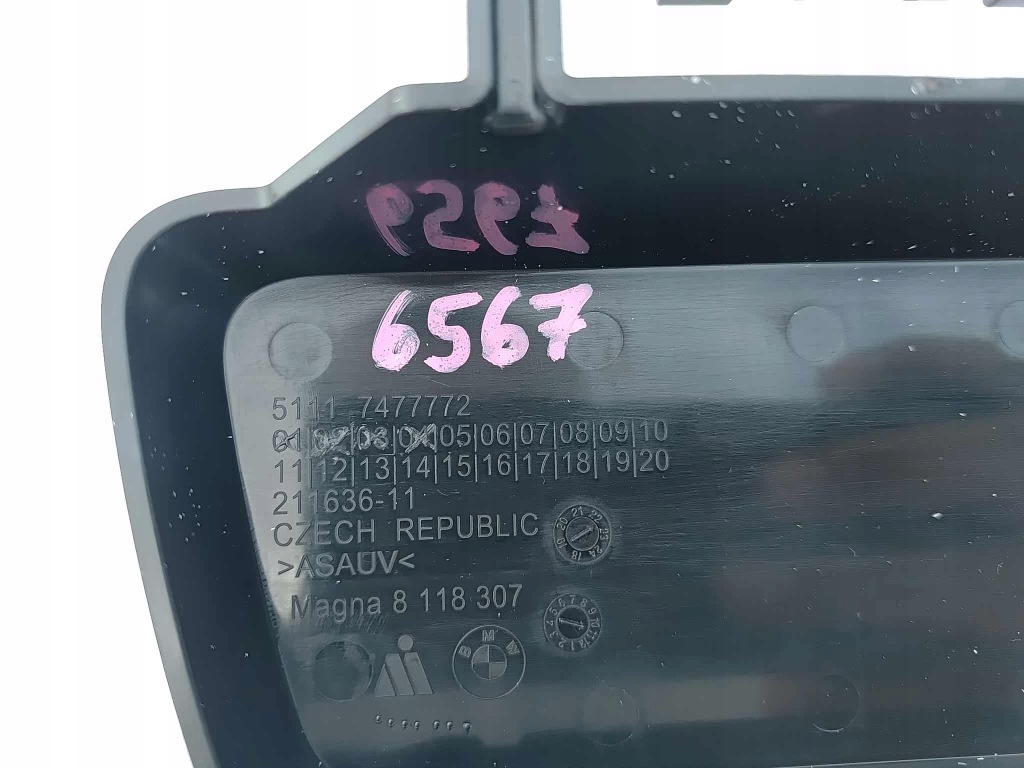 6567
5111 7477772
01|02|03|04|05|06|07|08|09|10
11|12|13|14|15|16|17|18|19|20
211636-11
CZECH REPUBLIC
>ASAUV<
Magna 8 118 307
BMW